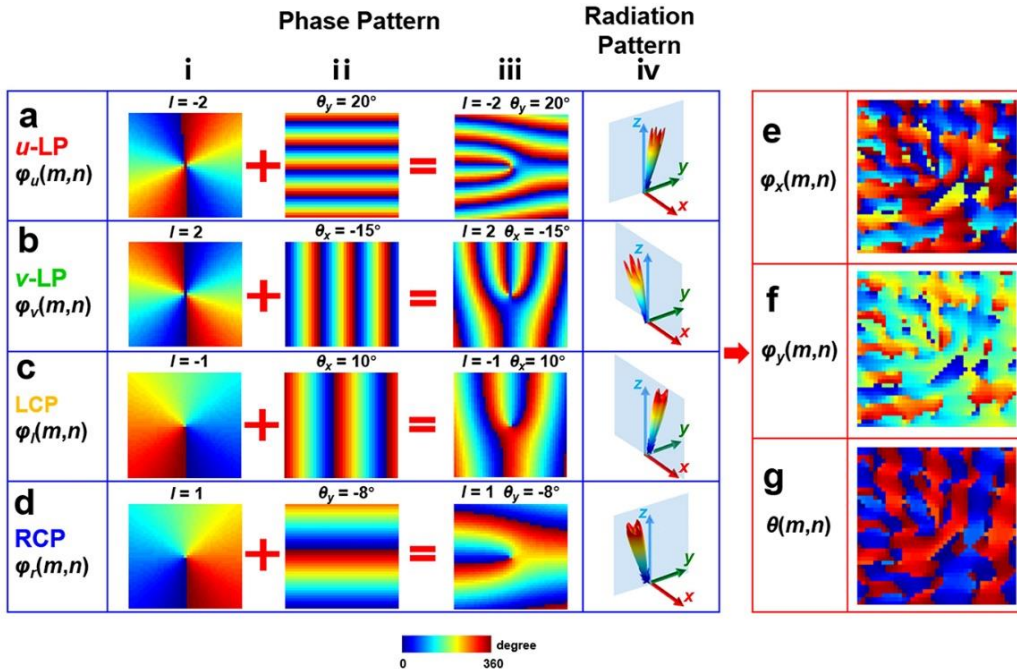 Phase Pattern
Radiation
Pattern
i
ii
iii
iv
a
u-LP
φu(m,n)
l = -2
θy = 20°
l = -2 θy = 20°
z
y
x
b
v-LP
φv(m,n)
l = 2
θx = -15°
l = 2 θx = -15°
z
y
x
c
LCP
φl(m,n)
l = -1
θx = 10°
l = -1 θx = 10°
z
y
x
d
RCP
φr(m,n)
l = 1
θy = -8°
l = 1 θy = -8°
z
y
x
e
φx(m,n)
f
φy(m,n)
g
θ(m,n)
degree
0
360